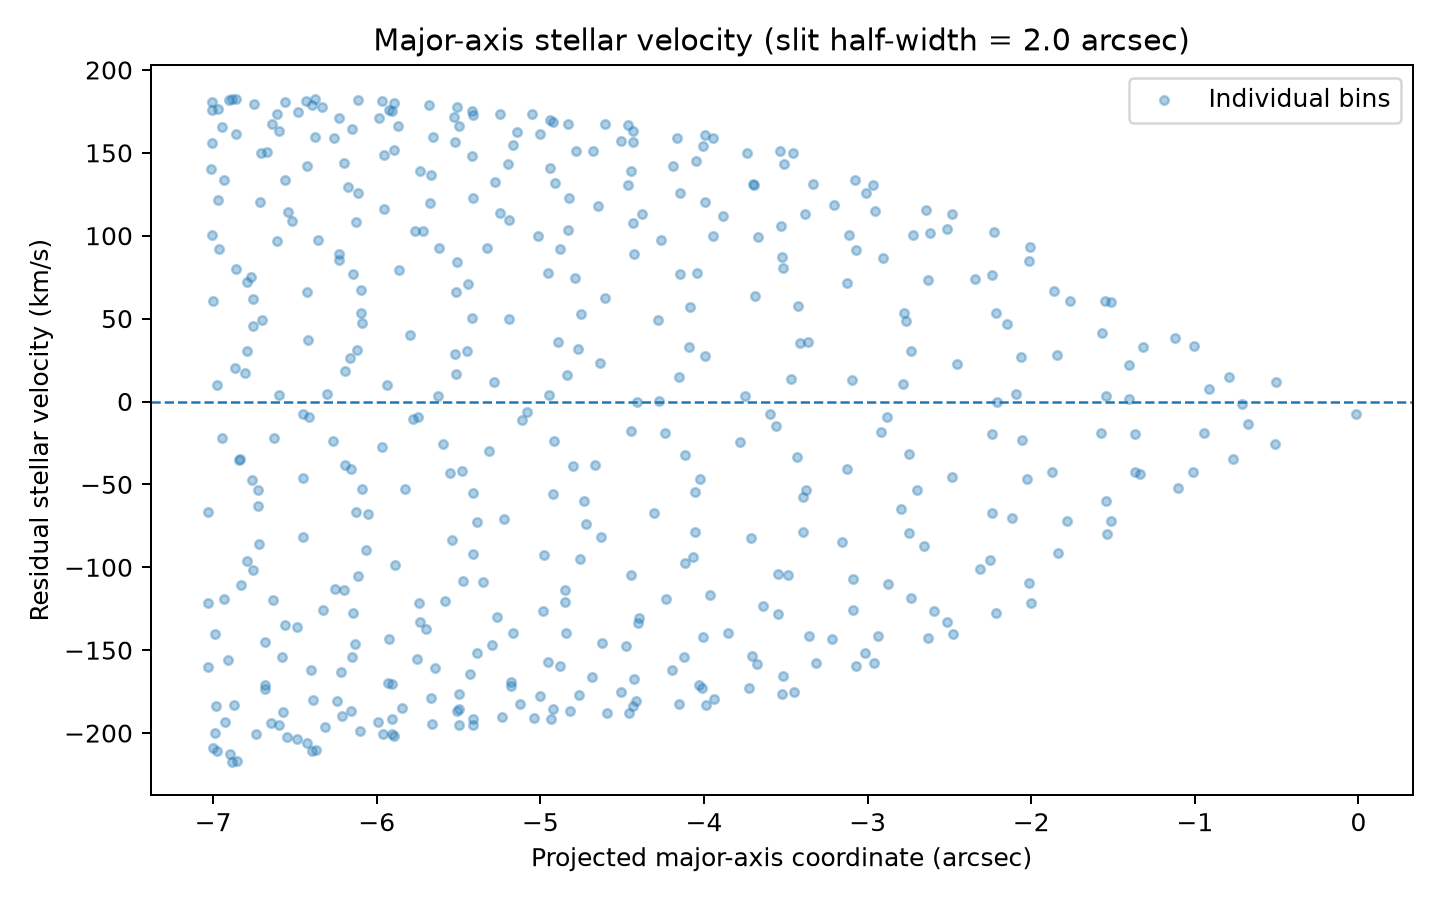 Major-axis stellar velocity (slit half-width = 2.0 arcsec)
Individual bins
Residual stellar velocity (km/s)
200
150
100
50
0
−50
−100
−150
−200
−7 −6 −5 −4 −3 −2 −1 0
Projected major-axis coordinate (arcsec)